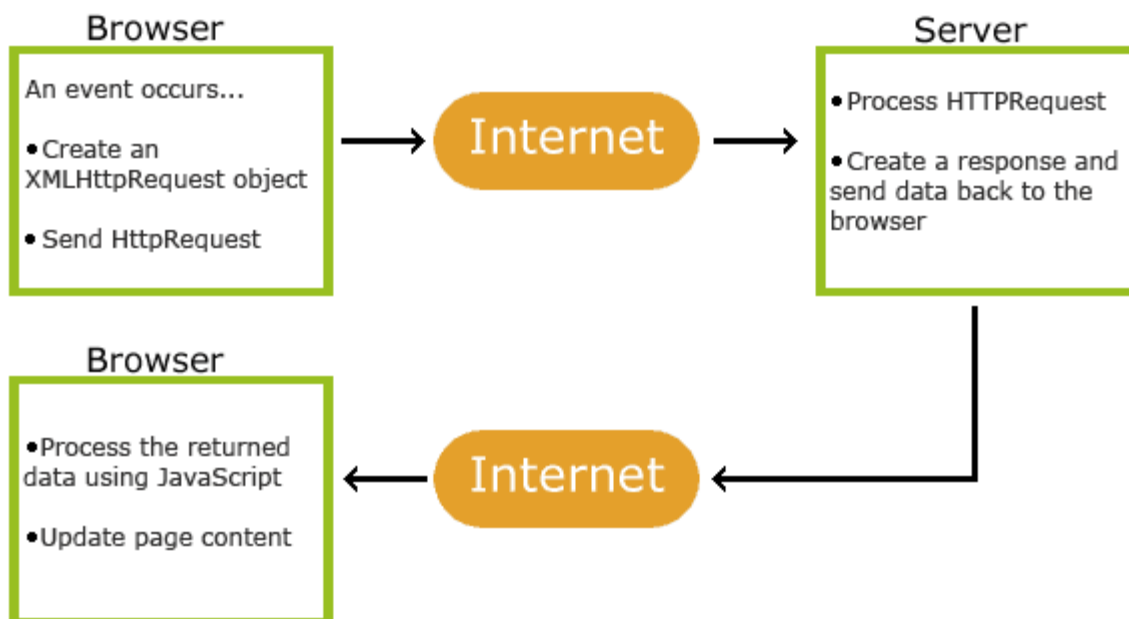 Browser
An event occurs...
•Create an
XMLHttpRequest object
• Send HttpRequest
Internet
Server
•Process HTTPRequest
•Create a response and
send data back to the
browser
Browser
•Process the returned
data using JavaScript
•Update page content
Internet